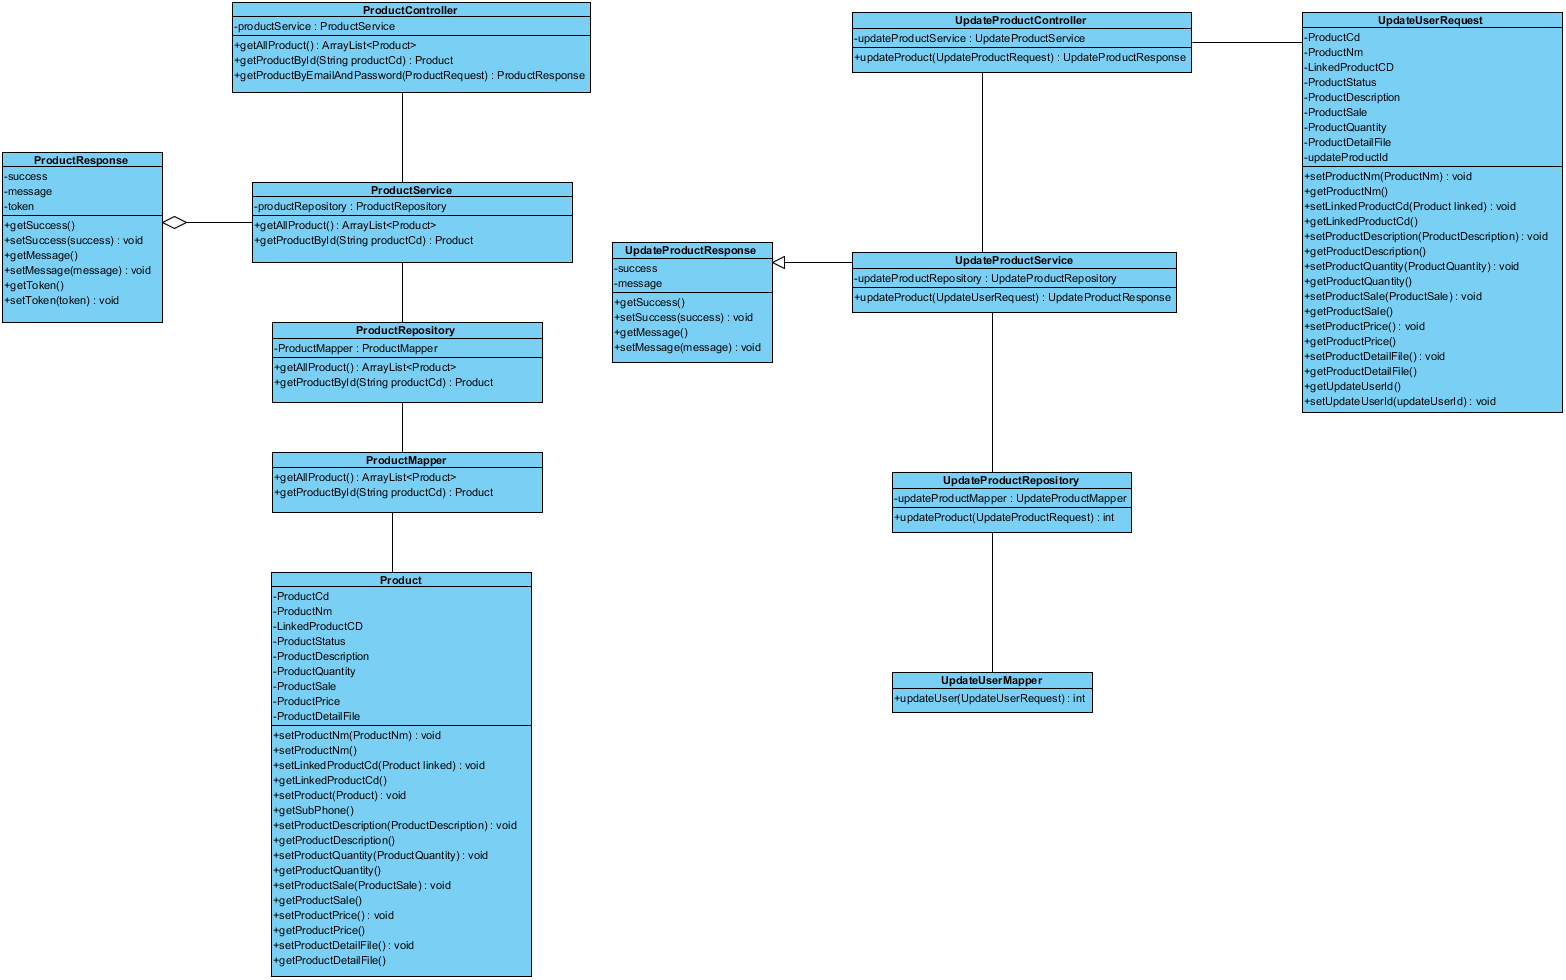 ProductController
-productService : ProductService
+getAllProduct() : ArrayList<Product>
+getProductById(String productCd) : Product
+getProductByEmailAndPassword(ProductRequest) : ProductResponse
ProductResponse
-success
-message
-token
+getSuccess()
+setSuccess(success) : void
+getMessage()
+setMessage(message) : void
+getToken()
+setToken(token) : void
ProductService
-productRepository : ProductRepository
+getAllProduct() : ArrayList<Product>
+getProductById(String productCd) : Product
ProductRepository
-ProductMapper : ProductMapper
+getAllProduct() : ArrayList<Product>
+getProductById(String productCd) : Product
ProductMapper
+getAllProduct() : ArrayList<Product>
+getProductById(String productCd) : Product
Product
-ProductCd
-ProductNm
-LinkedProductCD
-ProductStatus
-ProductDescription
-ProductQuantity
-ProductSale
-ProductPrice
-ProductDetailFile
+setProductNm(ProductNm) : void
+setProductNm()
+setLinkedProductCd(Product linked) : void
+getLinkedProductCd()
+setProduct(Product) : void
+getSubPhone()
+setProductDescription(ProductDescription) : void
+getProductDescription()
+setProductQuantity(ProductQuantity) : void
+getProductQuantity()
+setProductSale(ProductSale) : void
+getProductSale()
+setProductPrice() : void
+getProductPrice()
+setProductDetailFile() : void
+getProductDetailFile()
UpdateProductController
-updateProductService : UpdateProductService
+updateProduct(UpdateProductRequest) : UpdateProductResponse
UpdateProductResponse
-success
-message
+getSuccess()
+setSuccess(success) : void
+getMessage()
+setMessage(message) : void
UpdateProductService
-updateProductRepository : UpdateProductRepository
+updateProduct(UpdateUserRequest) : UpdateProductResponse
UpdateProductRepository
-updateProductMapper : UpdateProductMapper
+updateProduct(UpdateProductRequest) : int
UpdateUserMapper
+updateUser(UpdateUserRequest) : int
UpdateUserRequest
-ProductCd
-ProductNm
-LinkedProductCD
-ProductStatus
-ProductDescription
-ProductSale
-ProductQuantity
-ProductDetailFile
-updateProductId
+setProductNm(ProductNm) : void
+getProductNm()
+setLinkedProductCd(Product linked) : void
+getLinkedProductCd()
+setProductDescription(ProductDescription) : void
+getProductDescription()
+setProductQuantity(ProductQuantity) : void
+getProductQuantity()
+setProductSale(ProductSale) : void
+getProductSale()
+setProductPrice() : void
+getProductPrice()
+setProductDetailFile() : void
+getProductDetailFile()
+getUpdateUserId()
+setUpdateUserId(updateUserId) : void